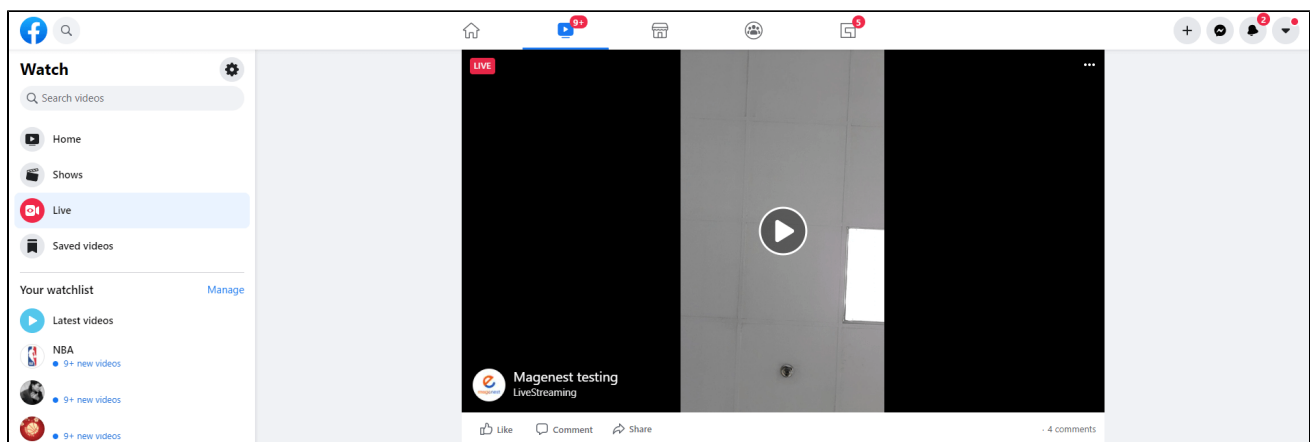 9+
5
2
Watch
Search videos
Home
Shows
Live
Saved videos
Your watchlist
Manage
Latest videos
NBA
9+ new videos
9+ new videos
9+ new videos
LIVE
magenest
Magenest testing
LiveStreaming
Like
Comment
Share
· 4 comments